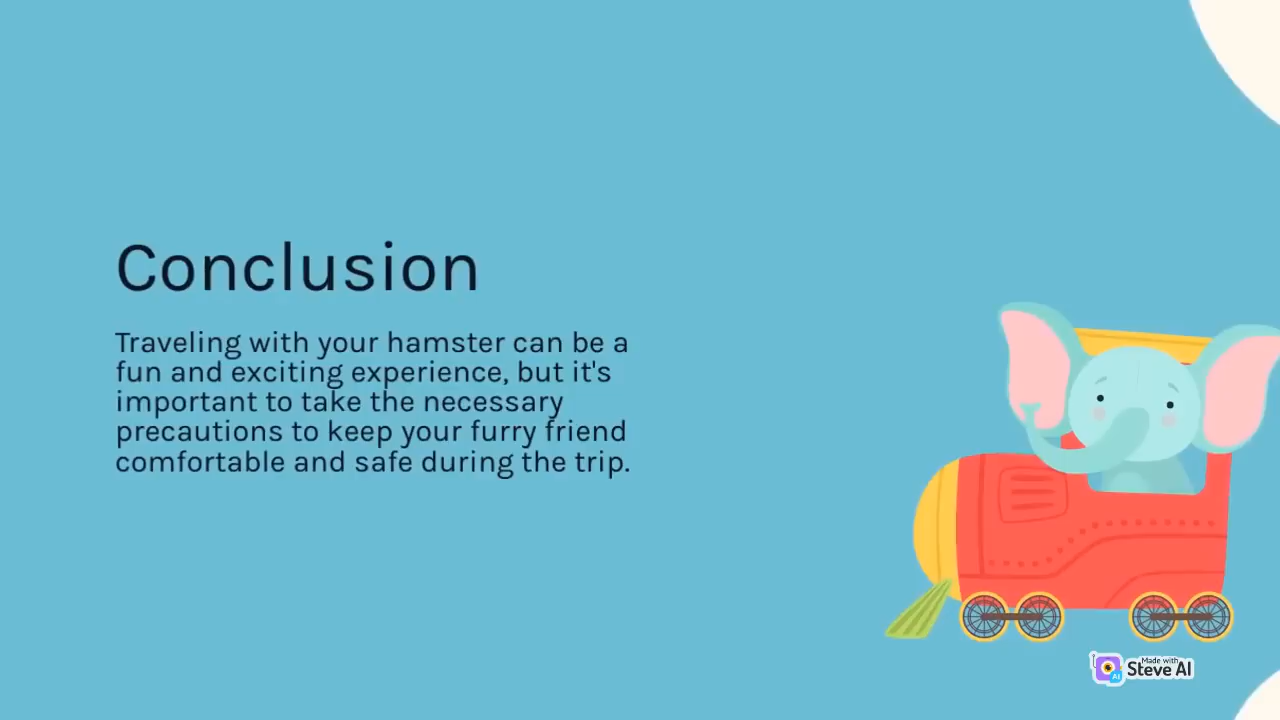 Conclusion
Traveling with your hamster can be a
fun and exciting experience, but it's
important to take the necessary
precautions to keep your furry friend
comfortable and safe during the trip.
Made with
Steve AI
AI